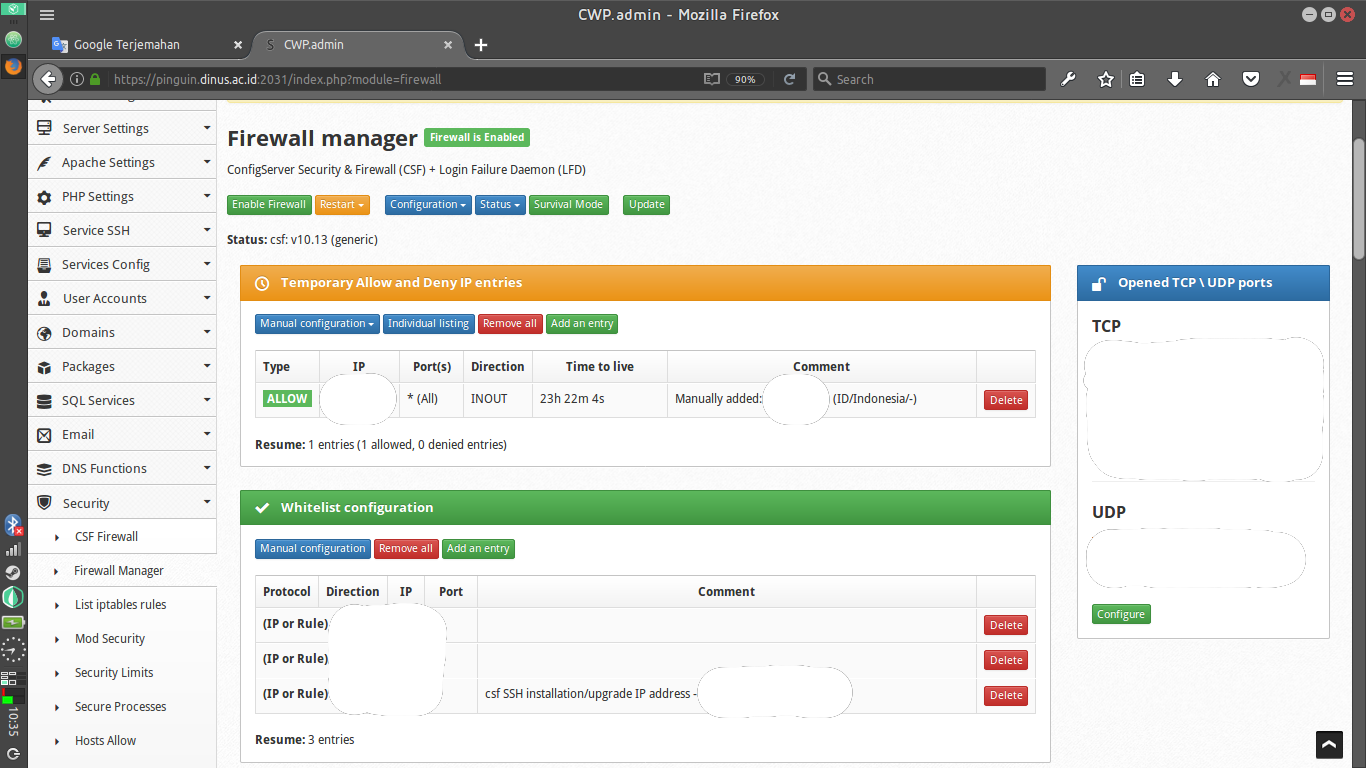 CWP.admin - Mozilla Firefox
Google Terjemahan
CWP.admin
https://pinguin.dinus.ac.id:2031/index.php?module=firewall
90%
Search
Server Settings
Apache Settings
PHP Settings
Service SSH
Services Config
User Accounts
Domains
Packages
SQL Services
Email
DNS Functions
Security
CSF Firewall
Firewall Manager
List iptables rules
Mod Security
Security Limits
Secure Processes
Hosts Allow
10:35
Firewall manager Firewall is Enabled
ConfigServer Security & Firewall (CSF) + Login Failure Daemon (LFD)
Enable Firewall Restart Configuration Status Survival Mode Update
Status: csf: v10.13 (generic)
Temporary Allow and Deny IP entries
Manual configuration Individual listing Remove all Add an entry
Type IP Port(s) Direction Time to live Comment
ALLOW * (All) INOUT 23h 22m 4s Manually added: (ID/Indonesia/-) Delete
Resume: 1 entries (1 allowed, 0 denied entries)
Whitelist configuration
Manual configuration Remove all Add an entry
Protocol Direction IP Port Comment
(IP or Rule) Delete
(IP or Rule) Delete
(IP or Rule) csf SSH installation/upgrade IP address - Delete
Resume: 3 entries
Opened TCP \ UDP ports
TCP
UDP
Configure